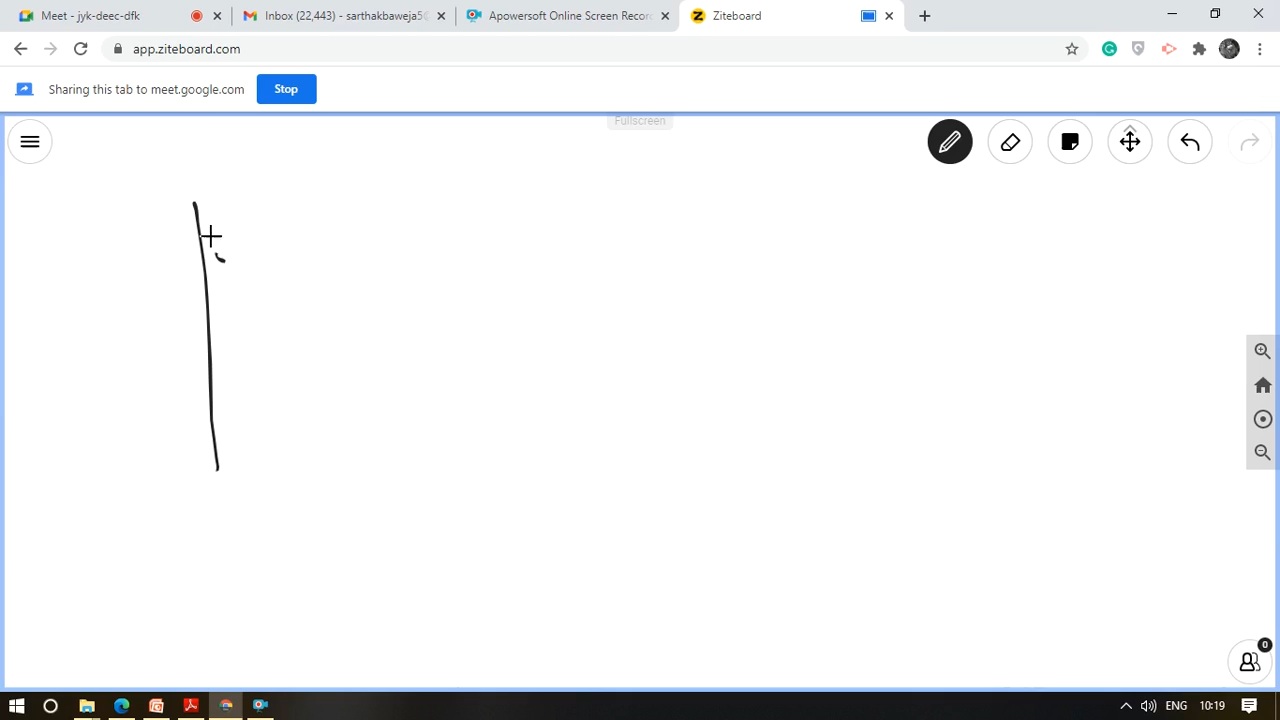 Meet - jyk-deec-dfk
Inbox (22,443) - sarthakbaweja5
Apowersoft Online Screen Recor
Ziteboard
app.ziteboard.com
Sharing this tab to meet.google.com
Stop
Fullscreen
0
ENG
10:19